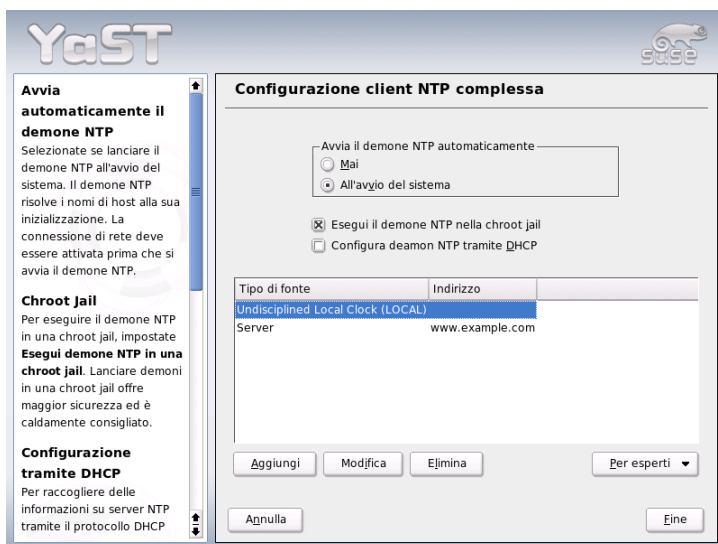 YaST
SUSE
Avvia
automaticamente il
demone NTP
Selezionate se lanciare il
demone NTP all'avvio del
sistema. Il demone NTP
risolve i nomi di host alla sua
inizializzazione. La
connessione di rete deve
essere attivata prima che si
avvia il demone NTP.
Chroot Jail
Per eseguire il demone NTP
in una chroot jail, impostate
Esegui demone NTP in una
chroot jail. Lanciare demoni
in una chroot jail offre
maggior sicurezza ed è
caldamente consigliato.
Configurazione
tramite DHCP
Per raccogliere delle
informazioni su server NTP
tramite il protocollo DHCP
Configurazione client NTP complessa
Avvia il demone NTP automaticamente
Mai
All'avvio del sistema
Esegui il demone NTP nella chroot jail
Configura deamon NTP tramite DHCP
Tipo di fonte Indirizzo
Undisciplined Local Clock (LOCAL)
Server www.example.com
Aggiungi Modifica Elimina Per esperti
Annulla Fine